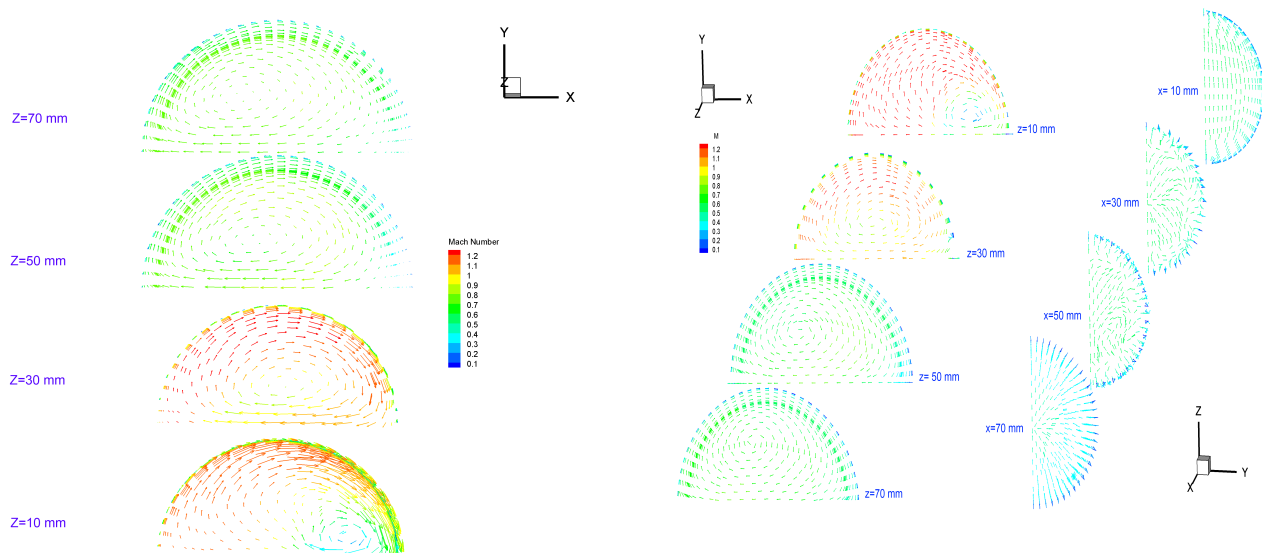 Z=70 mm
Z=50 mm
Z=30 mm
Z=10 mm
Y
Z
X
Mach Number
1.2
1.1
1
0.9
0.8
0.7
0.6
0.5
0.4
0.3
0.2
0.1
Y
X
Z
M
1.2
1
0.9
0.8
0.7
0.6
0.5
0.4
0.3
0.2
0.1
z=10 mm
z=30 mm
z= 50 mm
z=70 mm
x= 10 mm
x=30 mm
x=50 mm
x=70 mm
Z
Y
X